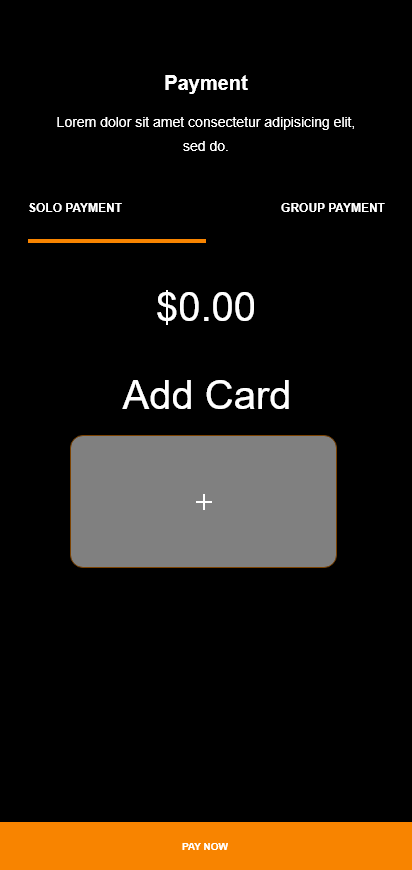 Payment
Lorem dolor sit amet consectetur adipisicing elit,
sed do.
SOLO PAYMENT
GROUP PAYMENT
$0.00
Add Card
+
PAY NOW